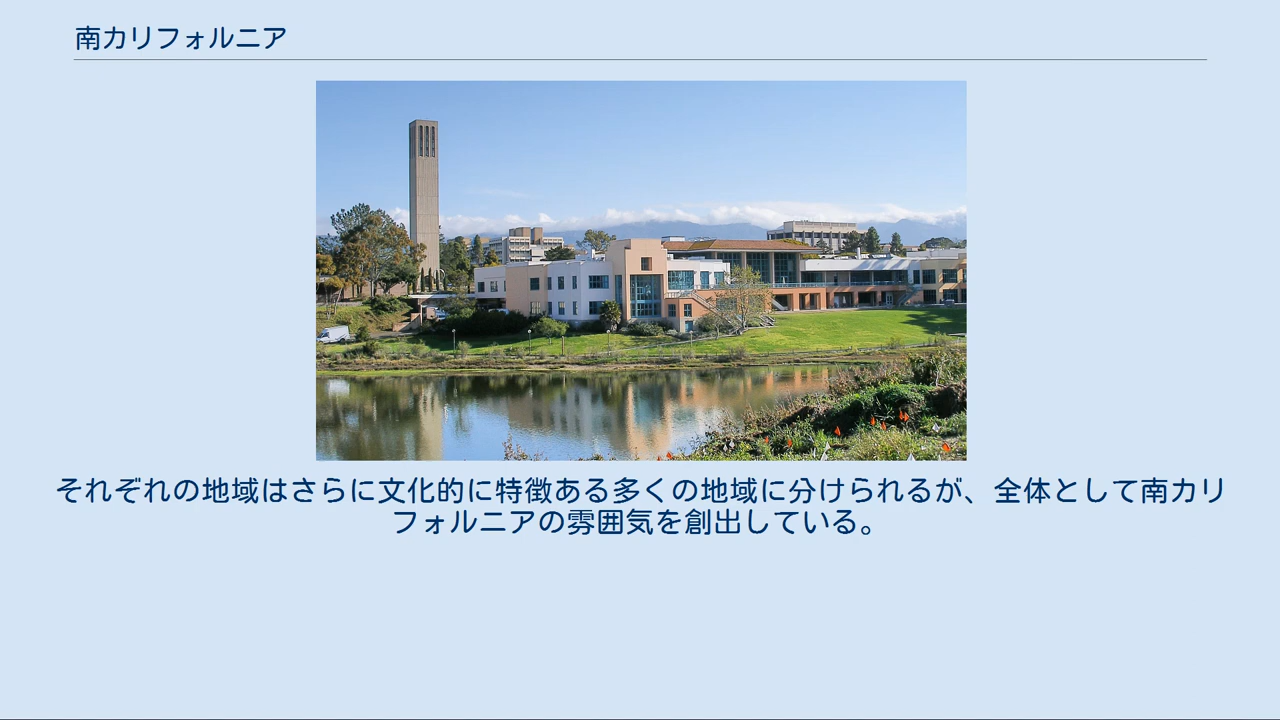 南カリフォルニア
それぞれの地域はさらに文化的に特徴ある多くの地域に分けられるが、全体として南カリ
フォルニアの雰囲気を創出している。